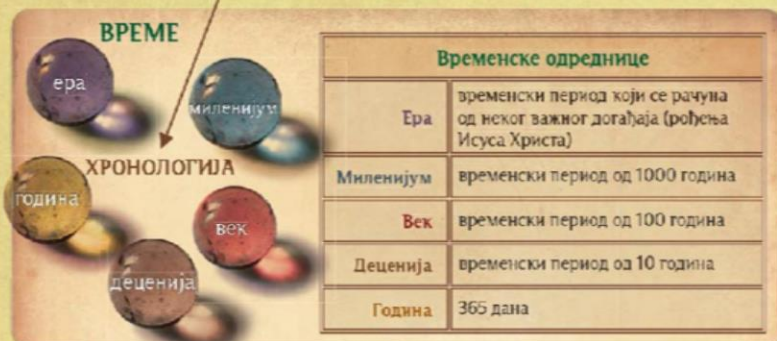 ВРЕМЕ
ера
миленијум
ХРОНОЛОГИЈА
година
век
деценија
Временске одреднице
Ера
временски период који се рачуна
од неког важног догађаја (рођења
Исуса Христа)
Миленијум
временски период од 1000 година
Век
временски период од 100 година
Деценија
временски период од 10 година
Година
365 дана